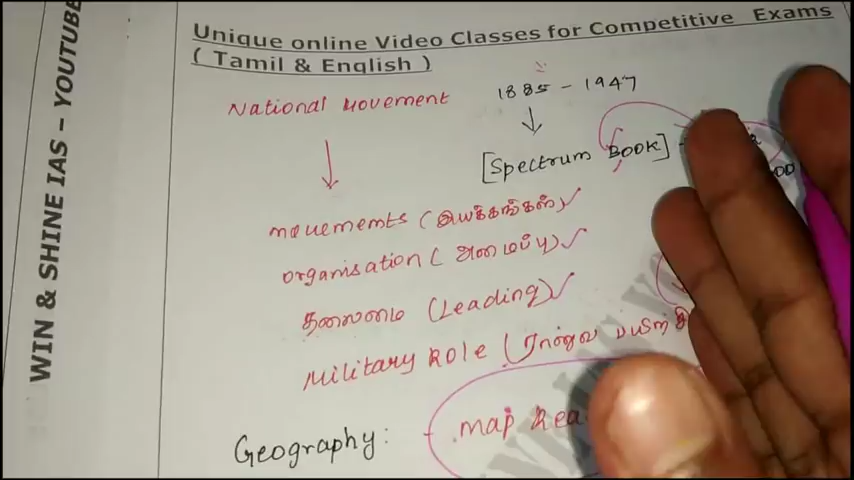 Unique online Video Classes for Competitive Exams
( Tamil & English )
WIN & SHINE IAS – YOUTUBE
National Movement 1885 – 1947
[Spectrum Book]
Movements (இயக்கங்கள்) ✓
Organisation ( அமைப்பு) ✓
தலைமை (Leading) ✓
Military Role (ராணுவ
Geography: - Map